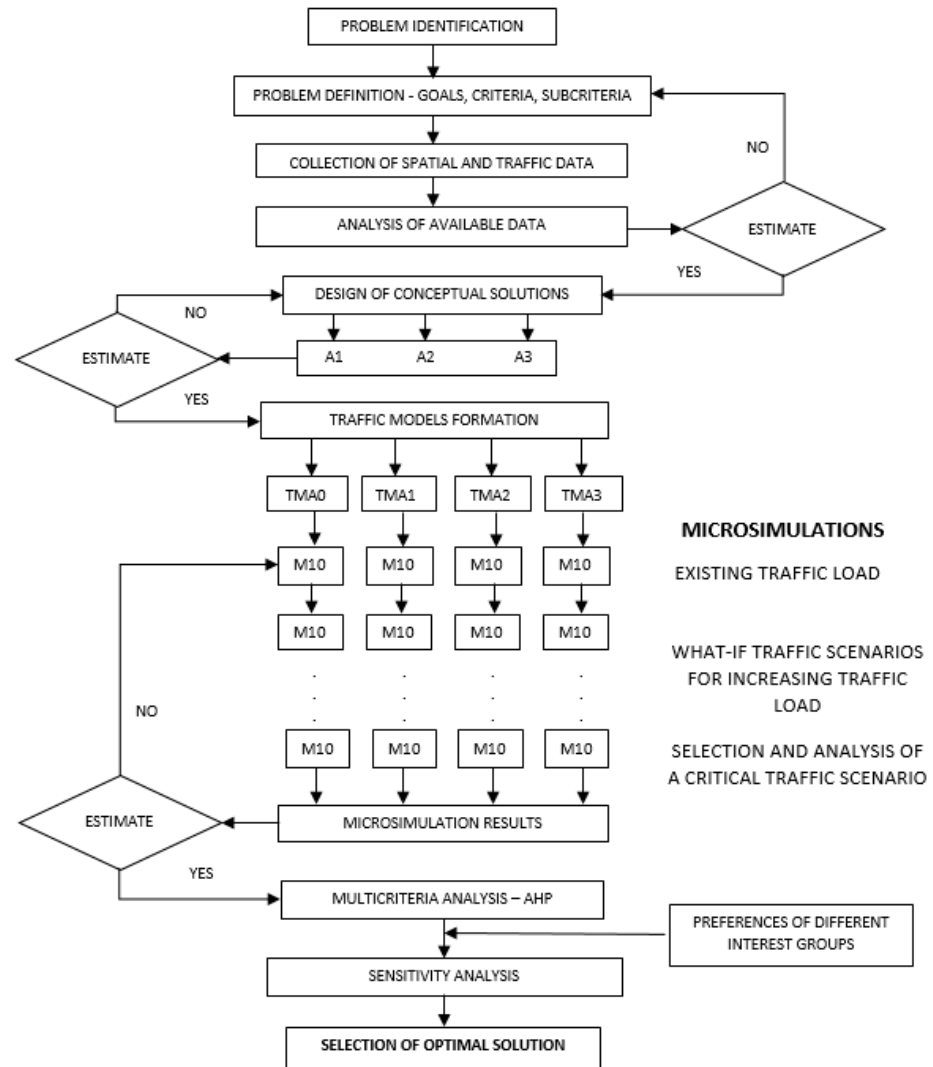 PROBLEM IDENTIFICATION
PROBLEM DEFINITION - GOALS, CRITERIA, SUBCRITERIA
NO
COLLECTION OF SPATIAL AND TRAFFIC DATA
ANALYSIS OF AVAILABLE DATA
ESTIMATE
YES
DESIGN OF CONCEPTUAL SOLUTIONS
NO
ESTIMATE
A1 A2 A3
YES
TRAFFIC MODELS FORMATION
TMA0 TMA1 TMA2 TMA3
MICROSIMULATIONS
M10 M10 M10 M10
EXISTING TRAFFIC LOAD
M10 M10 M10 M10
WHAT-IF TRAFFIC SCENARIOS
FOR INCREASING TRAFFIC
LOAD
. . . .
. . . .
. . . .
NO
M10 M10 M10 M10
SELECTION AND ANALYSIS OF
A CRITICAL TRAFFIC SCENARIO
ESTIMATE
MICROSIMULATION RESULTS
YES
MULTICRITERIA ANALYSIS – AHP
PREFERENCES OF DIFFERENT
INTEREST GROUPS
SENSITIVITY ANALYSIS
SELECTION OF OPTIMAL SOLUTION